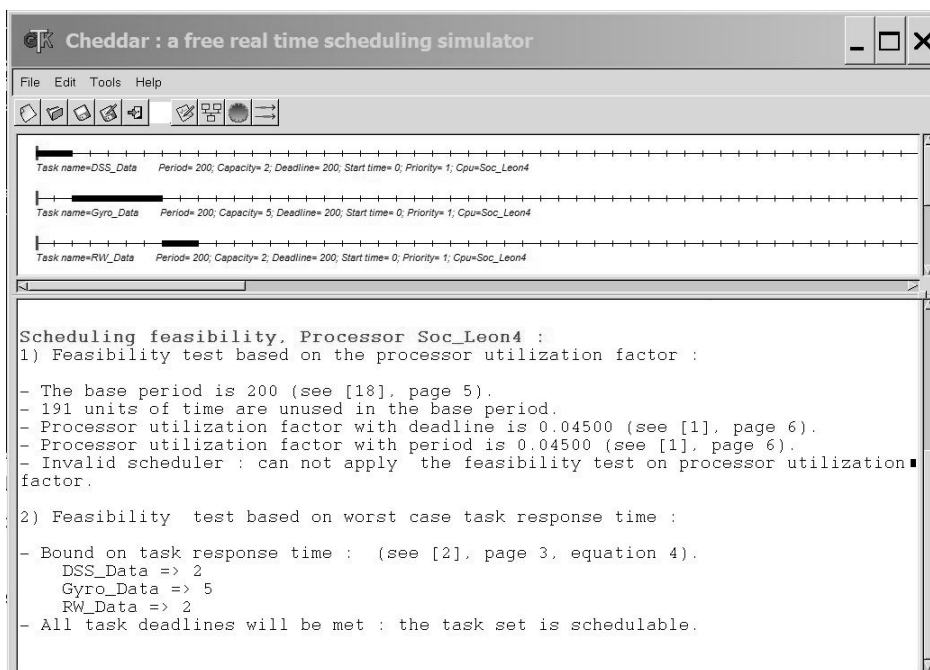 Cheddar : a free real time scheduling simulator
File Edit Tools Help
Task name=DSS_Data Period= 200; Capacity= 2; Deadline= 200; Start time= 0; Priority= 1; Cpu=Soc_Leon4
Task name=Gyro_Data Period= 200; Capacity= 5; Deadline= 200; Start time= 0; Priority= 1; Cpu=Soc_Leon4
Task name=RW_Data Period= 200; Capacity= 2; Deadline= 200; Start time= 0; Priority= 1; Cpu=Soc_Leon4
Scheduling feasibility, Processor Soc_Leon4 :
1) Feasibility test based on the processor utilization factor :
- The base period is 200 (see [18], page 5).
- 191 units of time are unused in the base period.
- Processor utilization factor with deadline is 0.04500 (see [1], page 6).
- Processor utilization factor with period is 0.04500 (see [1], page 6).
- Invalid scheduler : can not apply the feasibility test on processor utilization
factor.
2) Feasibility test based on worst case task response time :
- Bound on task response time : (see [2], page 3, equation 4).
DSS_Data => 2
Gyro_Data => 5
RW_Data => 2
- All task deadlines will be met : the task set is schedulable.